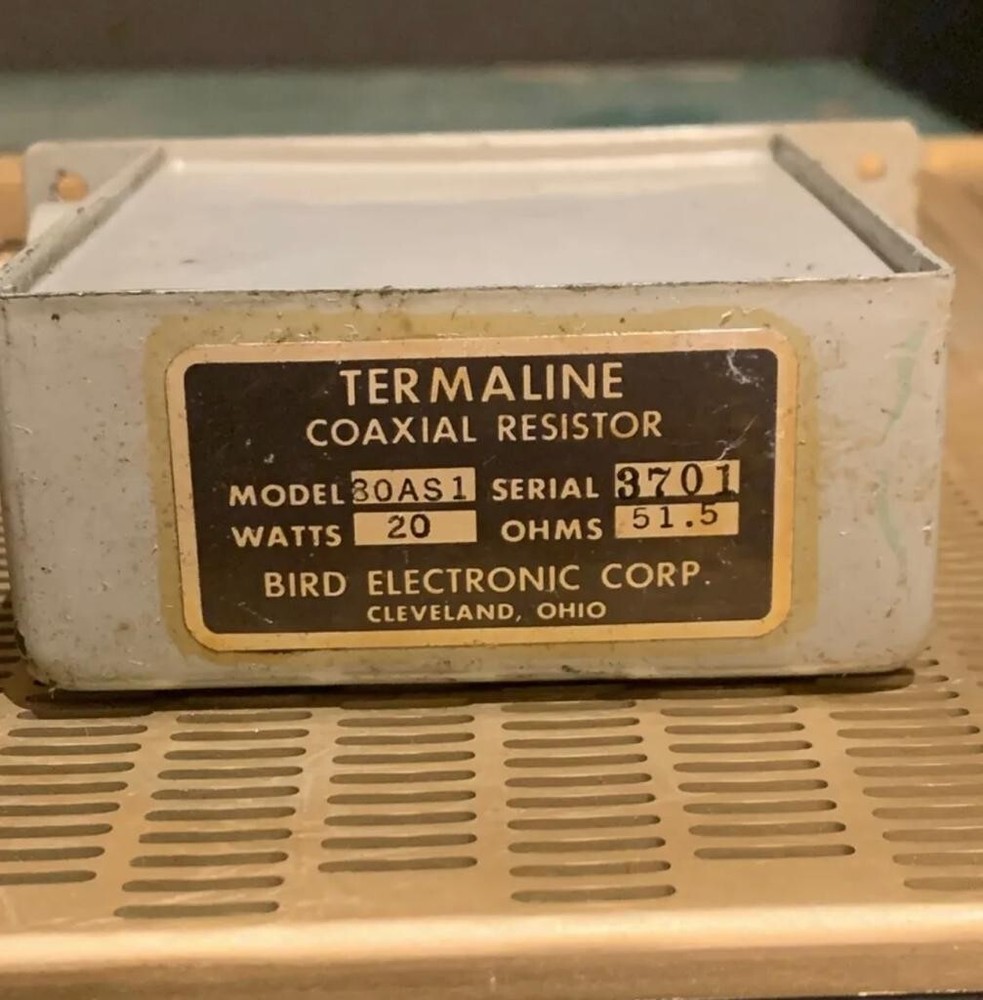 TERMALINE
COAXIAL RESISTOR
MODEL 80AS1 SERIAL 3701
WATTS 20 OHMS 51.5
BIRD ELECTRONIC CORP.
CLEVELAND, OHIO